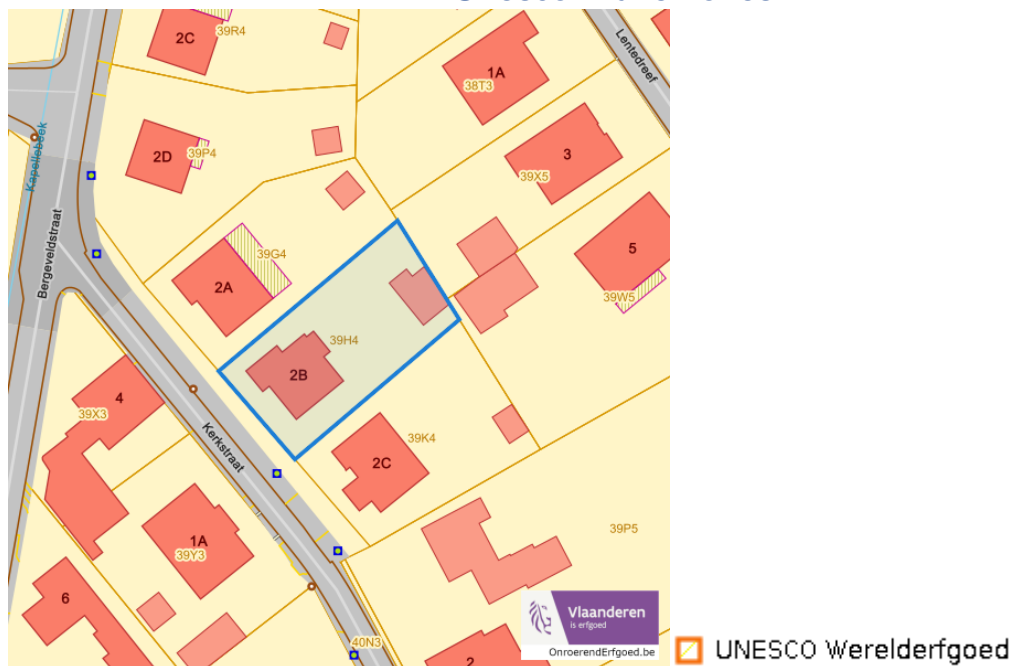 2C
39R4
1A
38T3
Lentedreef
Kapellebeek
2D
39P4
3
39X5
Bergeveldstraat
39G4
2A
5
39W5
39H4
2B
4
39X3
Kerkstraat
39K4
2C
1A
39Y3
39P5
6
40N3
2
Vlaanderen
is erfgoed
OnroerendErfgoed.be
UNESCO Werelderfgoed